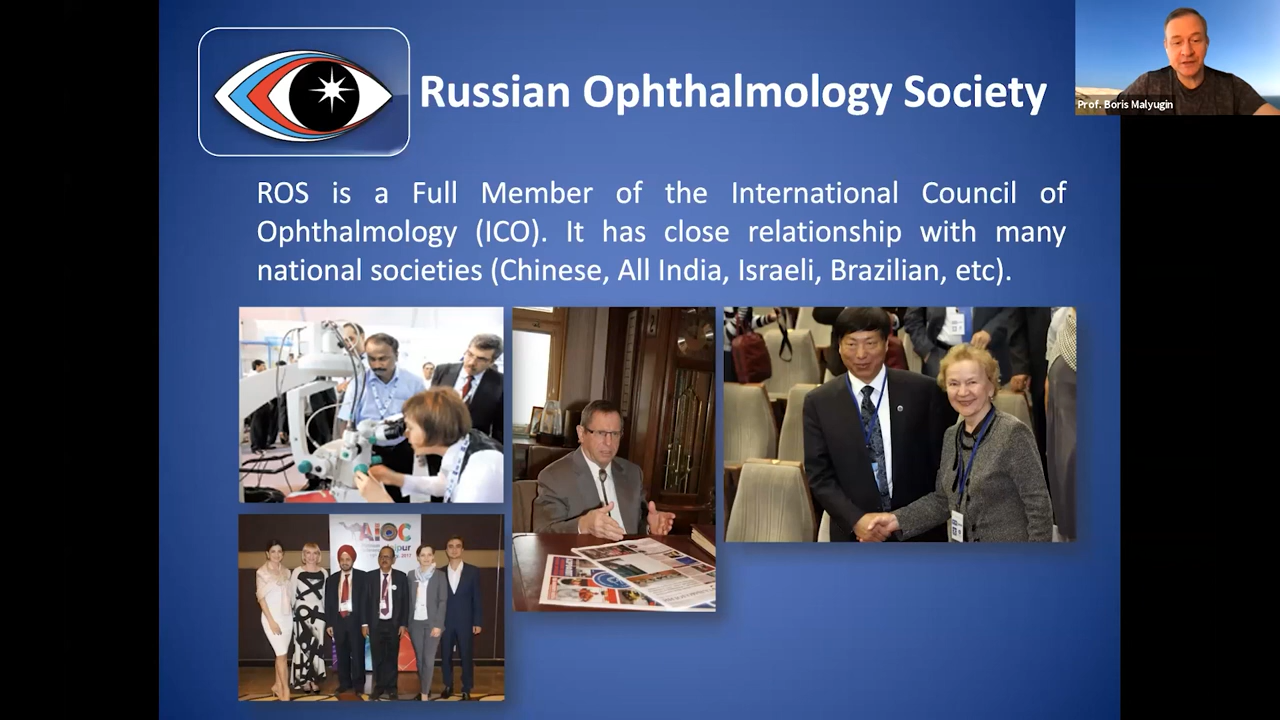 Russian Ophthalmology Society
Prof. Boris Malyugin
ROS is a Full Member of the International Council of
Ophthalmology (ICO). It has close relationship with many
national societies (Chinese, All India, Israeli, Brazilian, etc).
AIOC